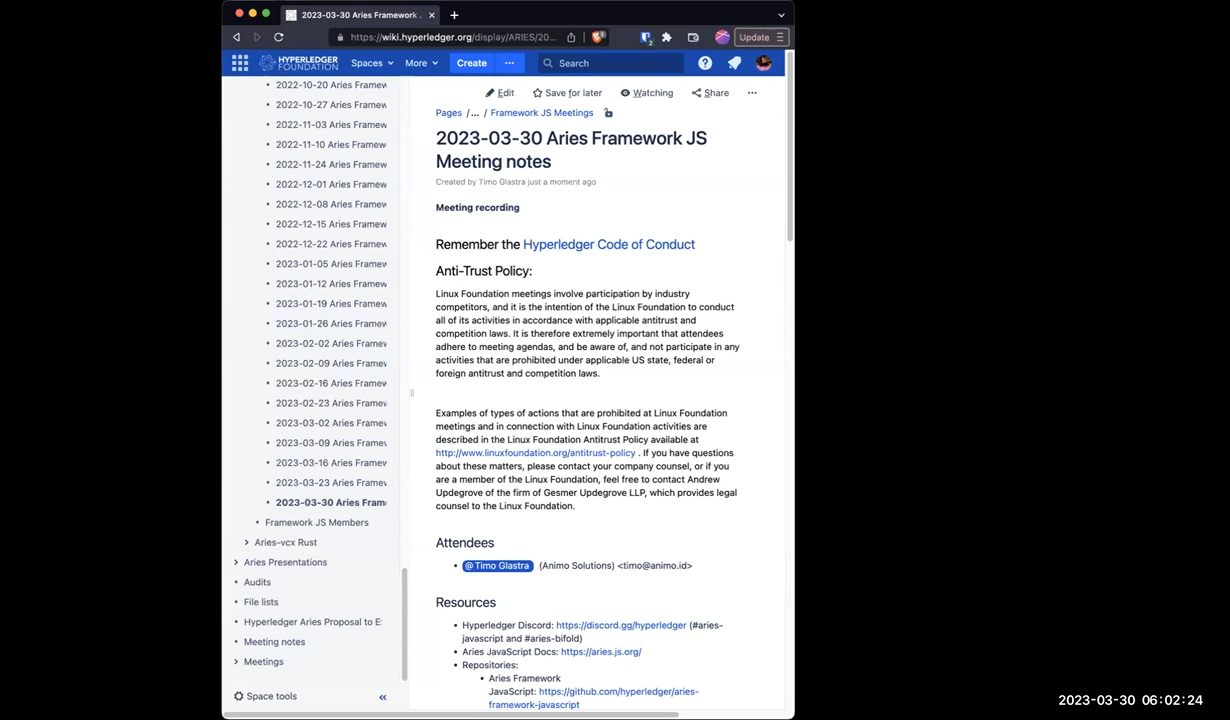 2023-03-30 Aries Framework .
https://wiki.hyperledger.org/display/ARIES/20...
Update
HYPERLEDGER
FOUNDATION
Spaces
More
Create
Search
2022-10-20 Aries Framew
2022-10-27 Aries Framew
2022-11-03 Aries Framew
2022-11-10 Aries Framew
2022-11-24 Aries Framew
2022-12-01 Aries Framew
2022-12-08 Aries Framew
2022-12-15 Aries Framew
2022-12-22 Aries Framew
2023-01-05 Aries Framew
2023-01-12 Aries Framew
2023-01-19 Aries Framew
2023-01-26 Aries Framew
2023-02-02 Aries Framew
2023-02-09 Aries Framew
2023-02-16 Aries Framew
2023-02-23 Aries Framew
2023-03-02 Aries Framew
2023-03-09 Aries Framew
2023-03-16 Aries Framew
2023-03-23 Aries Framew
2023-03-30 Aries Fram
Framework JS Members
Aries-vcx Rust
Aries Presentations
Audits
File lists
Hyperledger Aries Proposal to E
Meeting notes
Meetings
Space tools
Edit Save for later Watching Share ...
Pages /... / Framework JS Meetings
2023-03-30 Aries Framework JS
Meeting notes
Created by Timo Glastra just a moment ago
Meeting recording
Remember the Hyperledger Code of Conduct
Anti-Trust Policy:
Linux Foundation meetings involve participation by industry
competitors, and it is the intention of the Linux Foundation to conduct
all of its activities in accordance with applicable antitrust and
competition laws. It is therefore extremely important that attendees
adhere to meeting agendas, and be aware of, and not participate in any
activities that are prohibited under applicable US state, federal or
foreign antitrust and competition laws.
Examples of types of actions that are prohibited at Linux Foundation
meetings and in connection with Linux Foundation activities are
described in the Linux Foundation Antitrust Policy available at
http://www.linuxfoundation.org/antitrust-policy . If you have questions
about these matters, please contact your company counsel, or if you
are a member of the Linux Foundation, feel free to contact Andrew
Updegrove of the firm of Gesmer Updegrove LLP, which provides legal
counsel to the Linux Foundation.
Attendees
• @Timo Glastra (Animo Solutions) <timo@animo.id>
Resources
• Hyperledger Discord: https://discord.gg/hyperledger (#aries-
javascript and #aries-bifold)
• Aries JavaScript Docs: https://aries.js.org/
• Repositories:
• Aries Framework
JavaScript: https://github.com/hyperledger/aries-
framework-javascript
2023-03-30 06:02:24